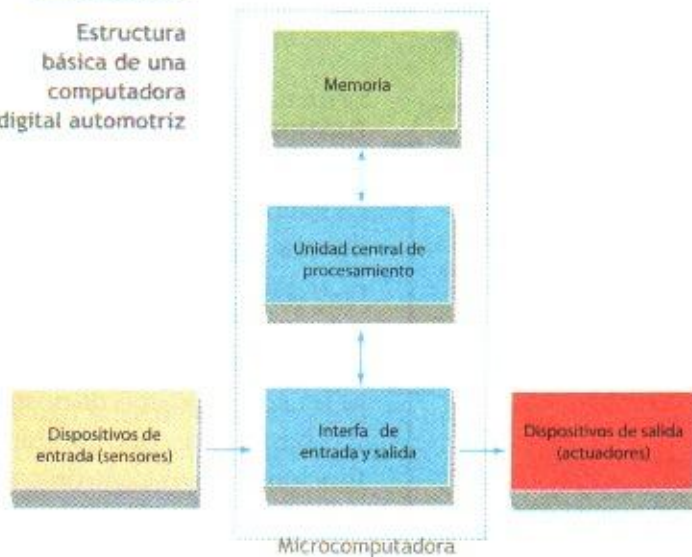 Estructura
básica de una
computadora
digital automotriz
Memoria
Unidad central de
procesamiento
Dispositivos de
entrada (sensores)
Interfa de
entrada y salida
Dispositivos de salida
(actuadores)
Microcomputadora